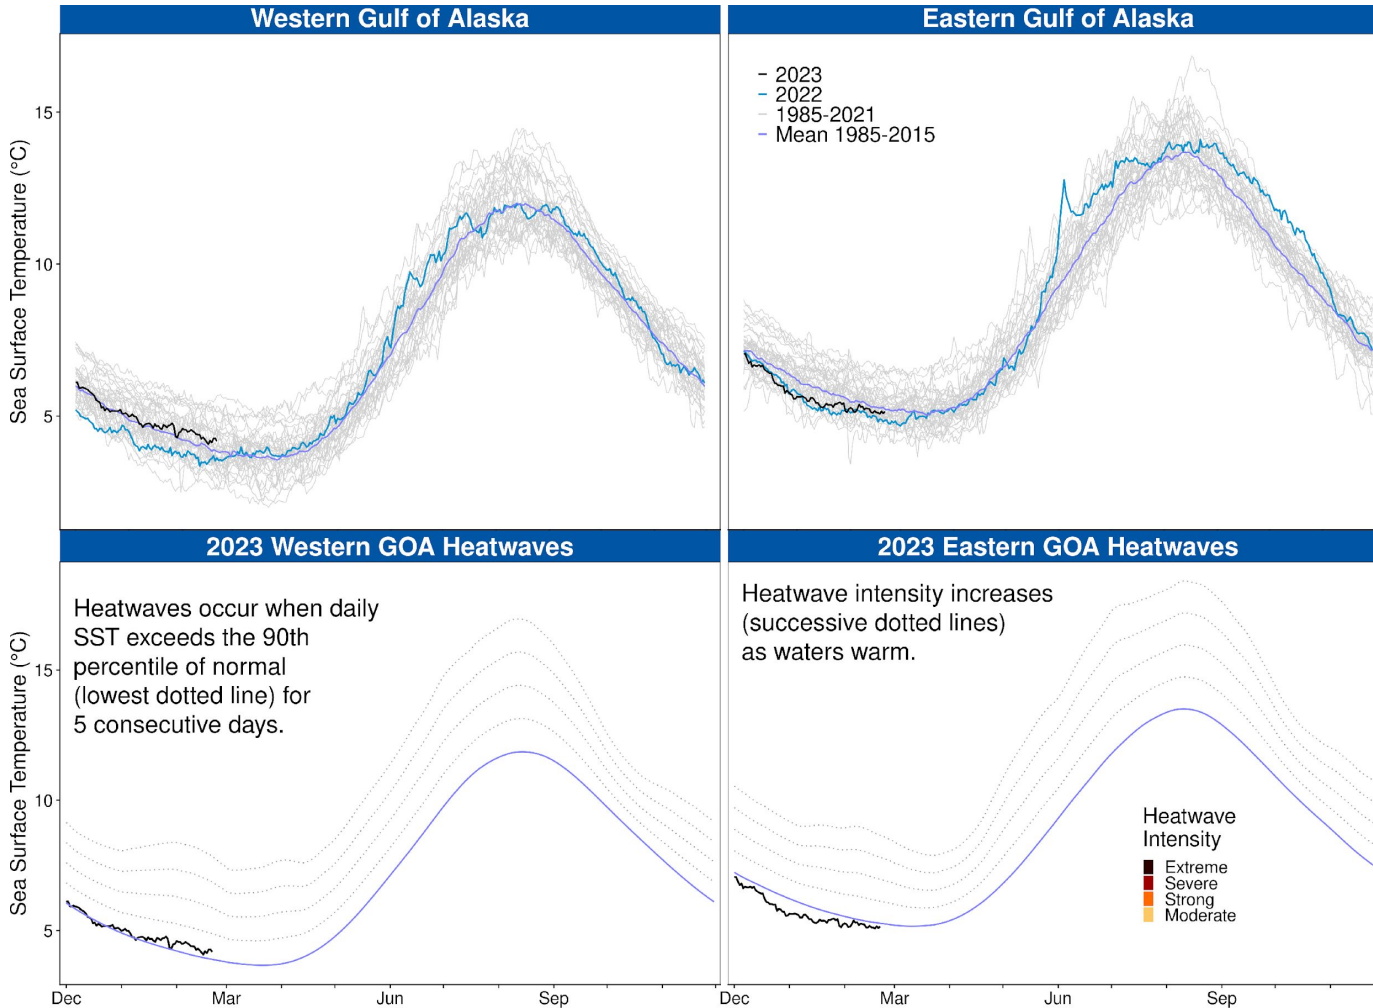 Western Gulf of Alaska
Eastern Gulf of Alaska
Sea Surface Temperature (°C)
15
10
5
2023
2022
1985-2021
Mean 1985-2015
2023 Western GOA Heatwaves
2023 Eastern GOA Heatwaves
Sea Surface Temperature (°C)
15
10
5
Heatwaves occur when daily
SST exceeds the 90th
percentile of normal
(lowest dotted line) for
5 consecutive days.
Heatwave intensity increases
(successive dotted lines)
as waters warm.
Heatwave
Intensity
Extreme
Severe
Strong
Moderate
Dec
Mar
Jun
Sep
Dec
Mar
Jun
Sep